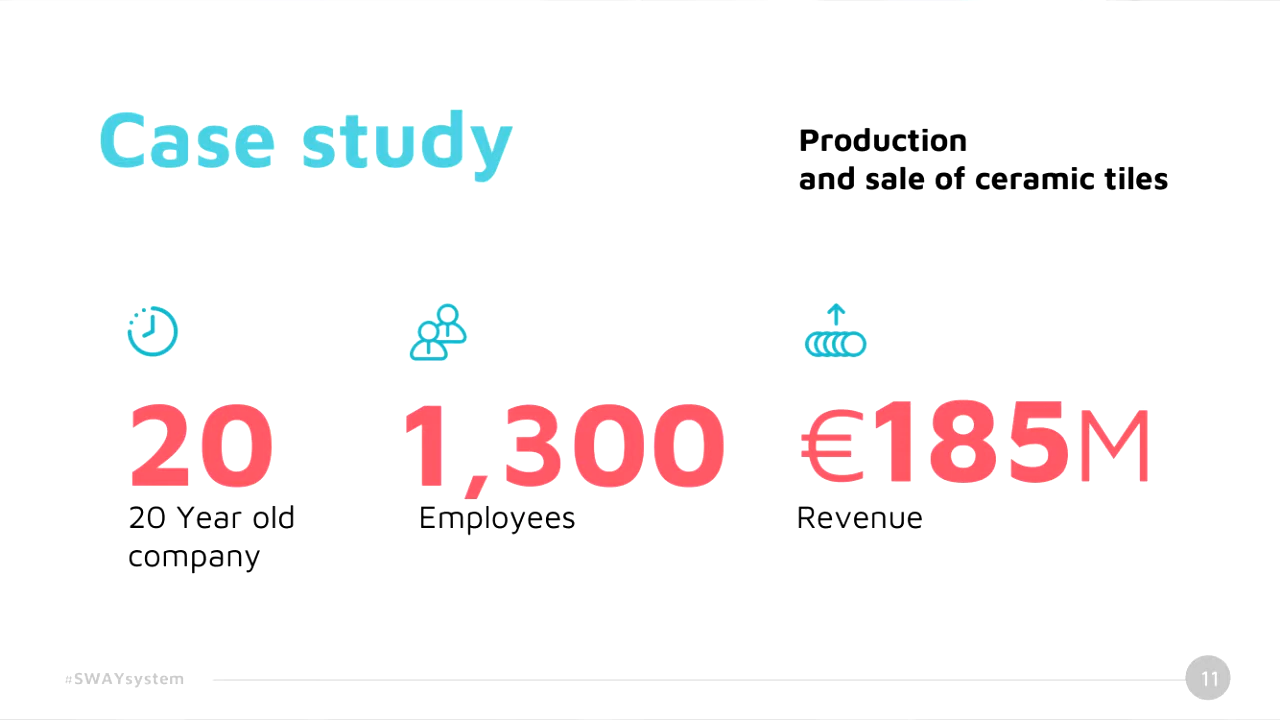 Case study
Production
and sale of ceramic tiles
20
20 Year old
company
1,300
Employees
€185M
Revenue
#SWAYsystem
11